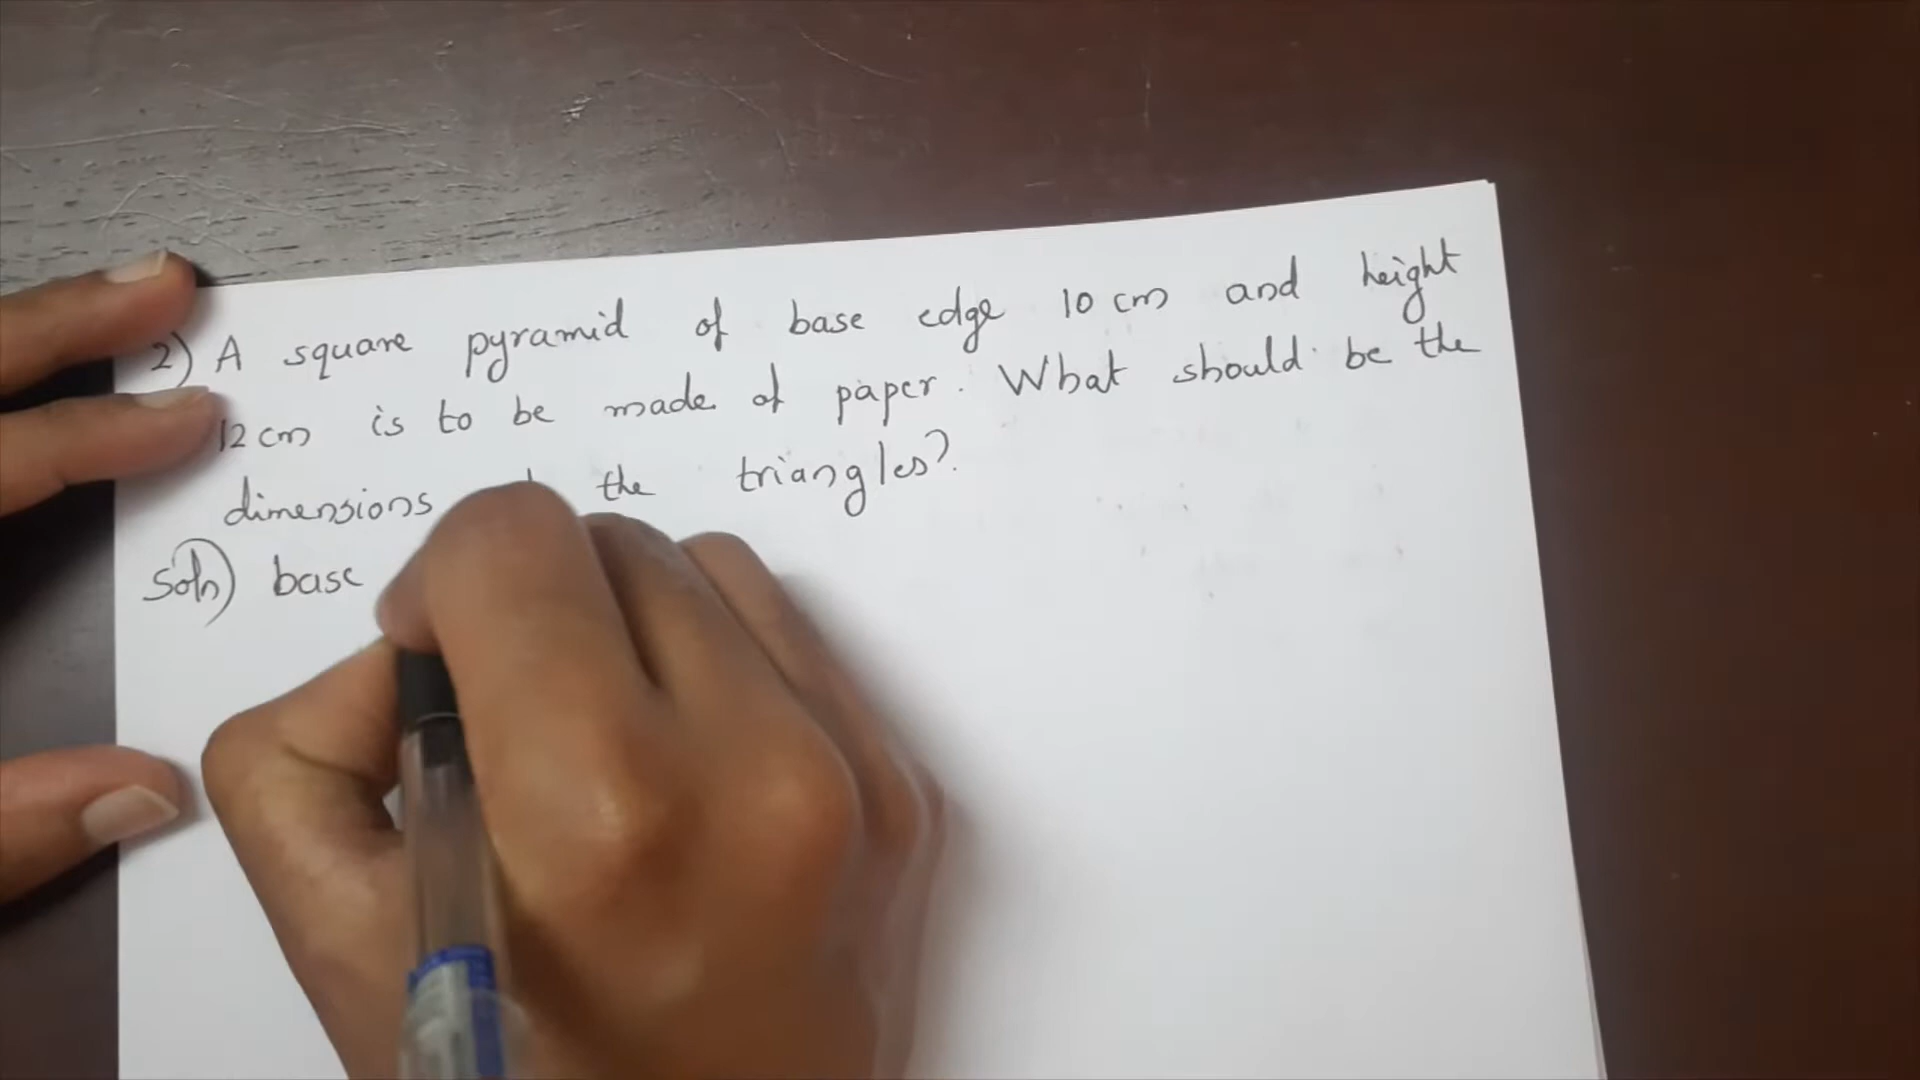 2) A square pyramid of base edge 10 cm and height
12 cm is to be made of paper. What should be the
dimensions the triangles?
Soln) base